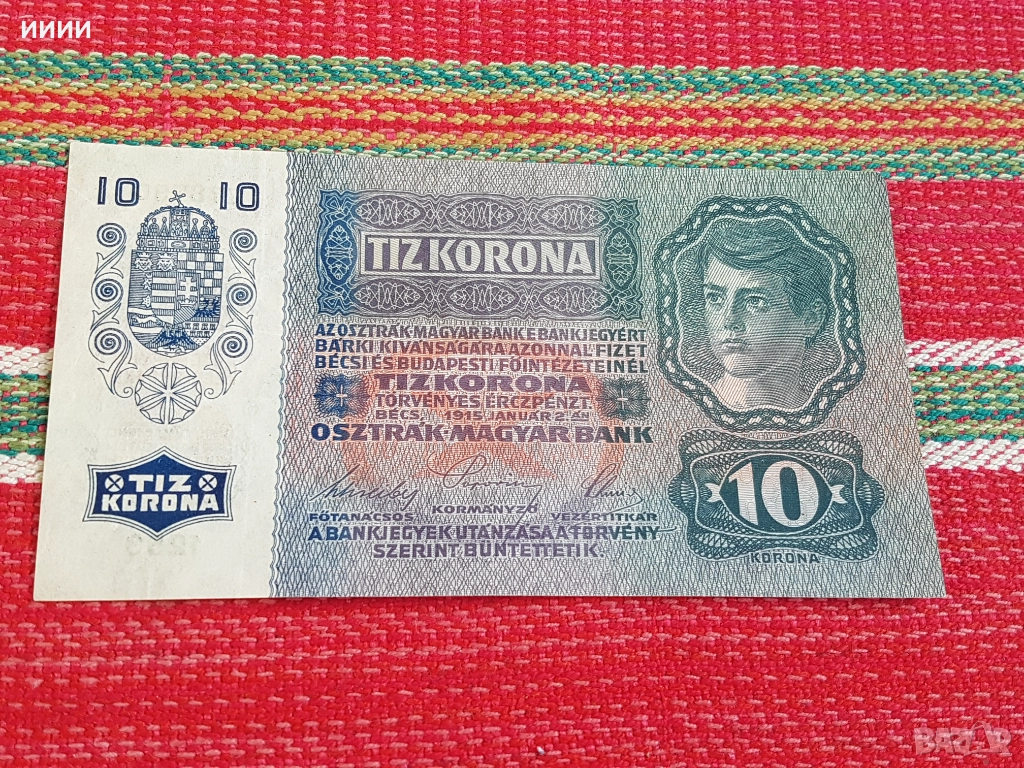 ииии
10 10
TIZ KORONA
AZ OSZTRÁK-MAGYAR BANK E BANKJEGYÉRT
BÁRKI KIVÁNSÁGÁRA AZONNAL FIZET
BÉCSI ÉS BUDAPESTI FŐINTÉZETEINÉL
TIZ KORONA
TÖRVÉNYES ÉRCZPÉNZT.
BÉCS, 1915 JANUÁR 2-ÁN
OSZTRÁK-MAGYAR BANK
FŐTANÁCSOS KORMÁNYZÓ VEZÉRTITKÁR
A BANKJEGYEK UTÁNZÁSA A TÖRVÉNY
SZERINT BÜNTETTETIK.
TIZ
KORONA
10
KORONA